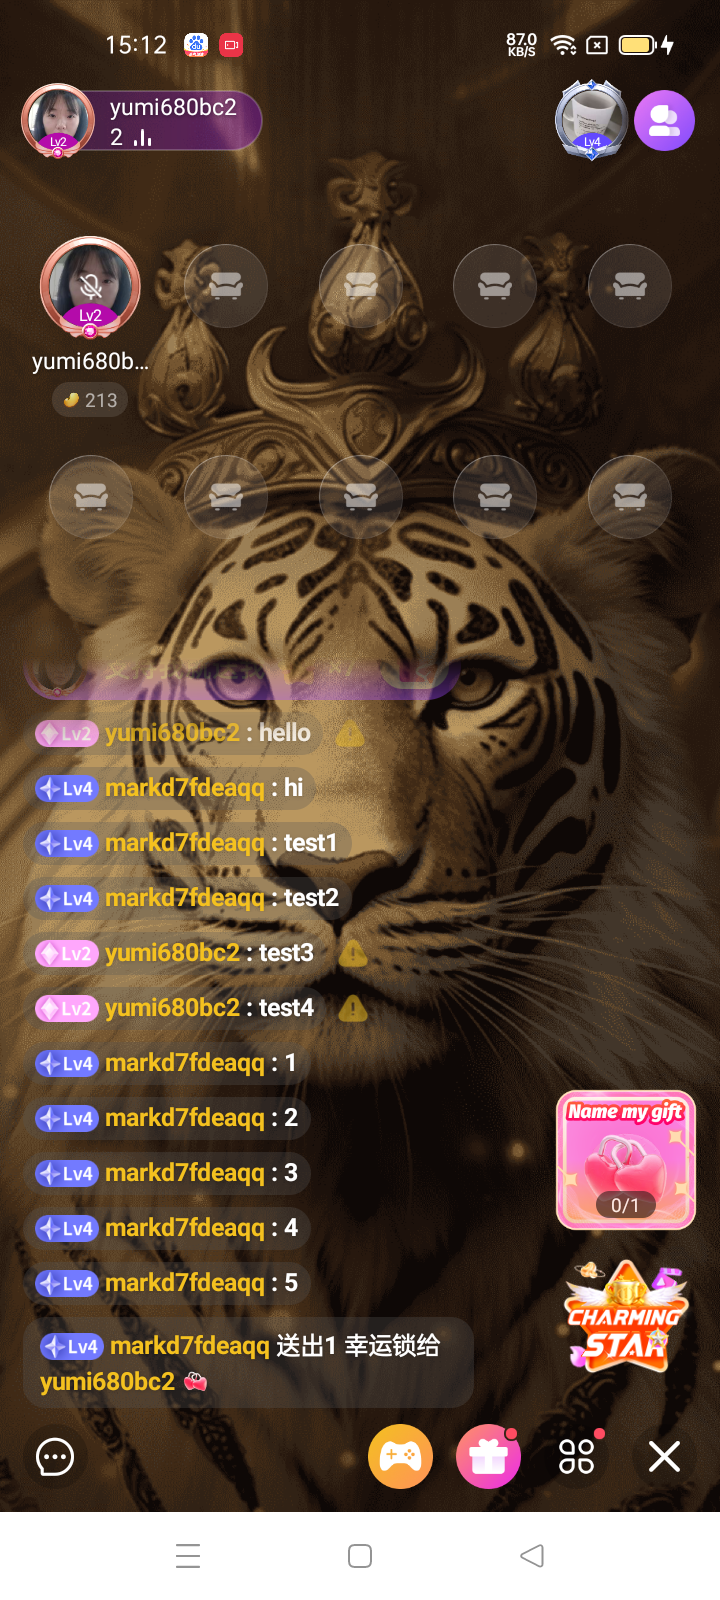 15:12
87.0
KB/S
yumi680bc2
2
Lv2
Lv4
Lv2
yumi680b...
213
Lv2 yumi680bc2 : hello
Lv4 markd7fdeaqq : hi
Lv4 markd7fdeaqq : test1
Lv4 markd7fdeaqq : test2
Lv2 yumi680bc2 : test3
Lv2 yumi680bc2 : test4
Lv4 markd7fdeaqq : 1
Lv4 markd7fdeaqq : 2
Name my gift
0/1
Lv4 markd7fdeaqq : 3
Lv4 markd7fdeaqq : 4
Lv4 markd7fdeaqq : 5
CHARMING
STAR
Lv4 markd7fdeaqq 送出1 幸运锁给
yumi680bc2